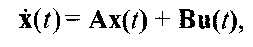 ẋ(t) = Ax(t) + Bu(t),